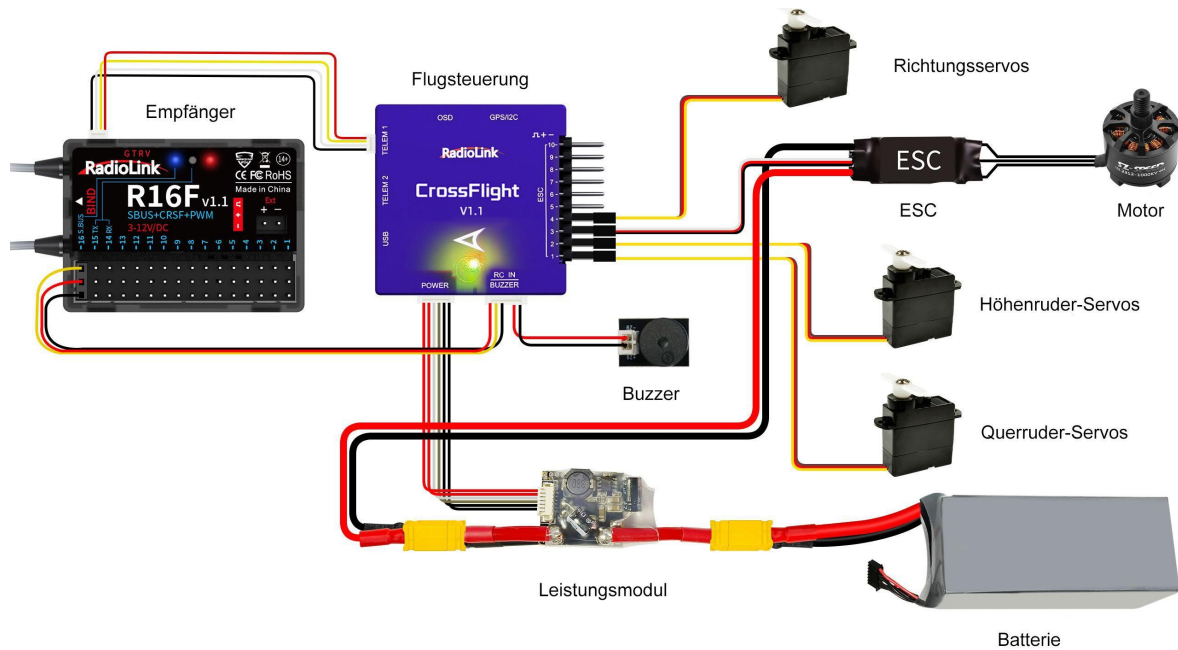 Flugsteuerung
Richtungsservos
Empfänger
GTRV
RadioLink
14+
CE FC RoHS
Made in China
BIND
R16F v1.1
SBUS+CRSF+PWM
3-12V/DC
Ext
+ −
16 S.BUS
15 TX
14 RX
13
12
11
10
9
8
7
6
5
4
3
2
1
OSD
GPS/I2C
TELEM 1
RadioLink
CrossFlight
V1.1
TELEM 2
USB
ESC
+ −
10
9
8
7
6
5
4
3
2
1
POWER
RC IN
BUZZER
ESC
ESC
Motor
Höhenruder-Servos
Buzzer
Querruder-Servos
Leistungsmodul
Batterie